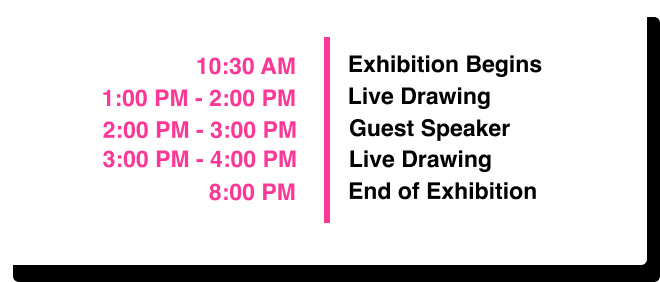 10:30 AM Exhibition Begins
1:00 PM - 2:00 PM Live Drawing
2:00 PM - 3:00 PM Guest Speaker
3:00 PM - 4:00 PM Live Drawing
8:00 PM End of Exhibition